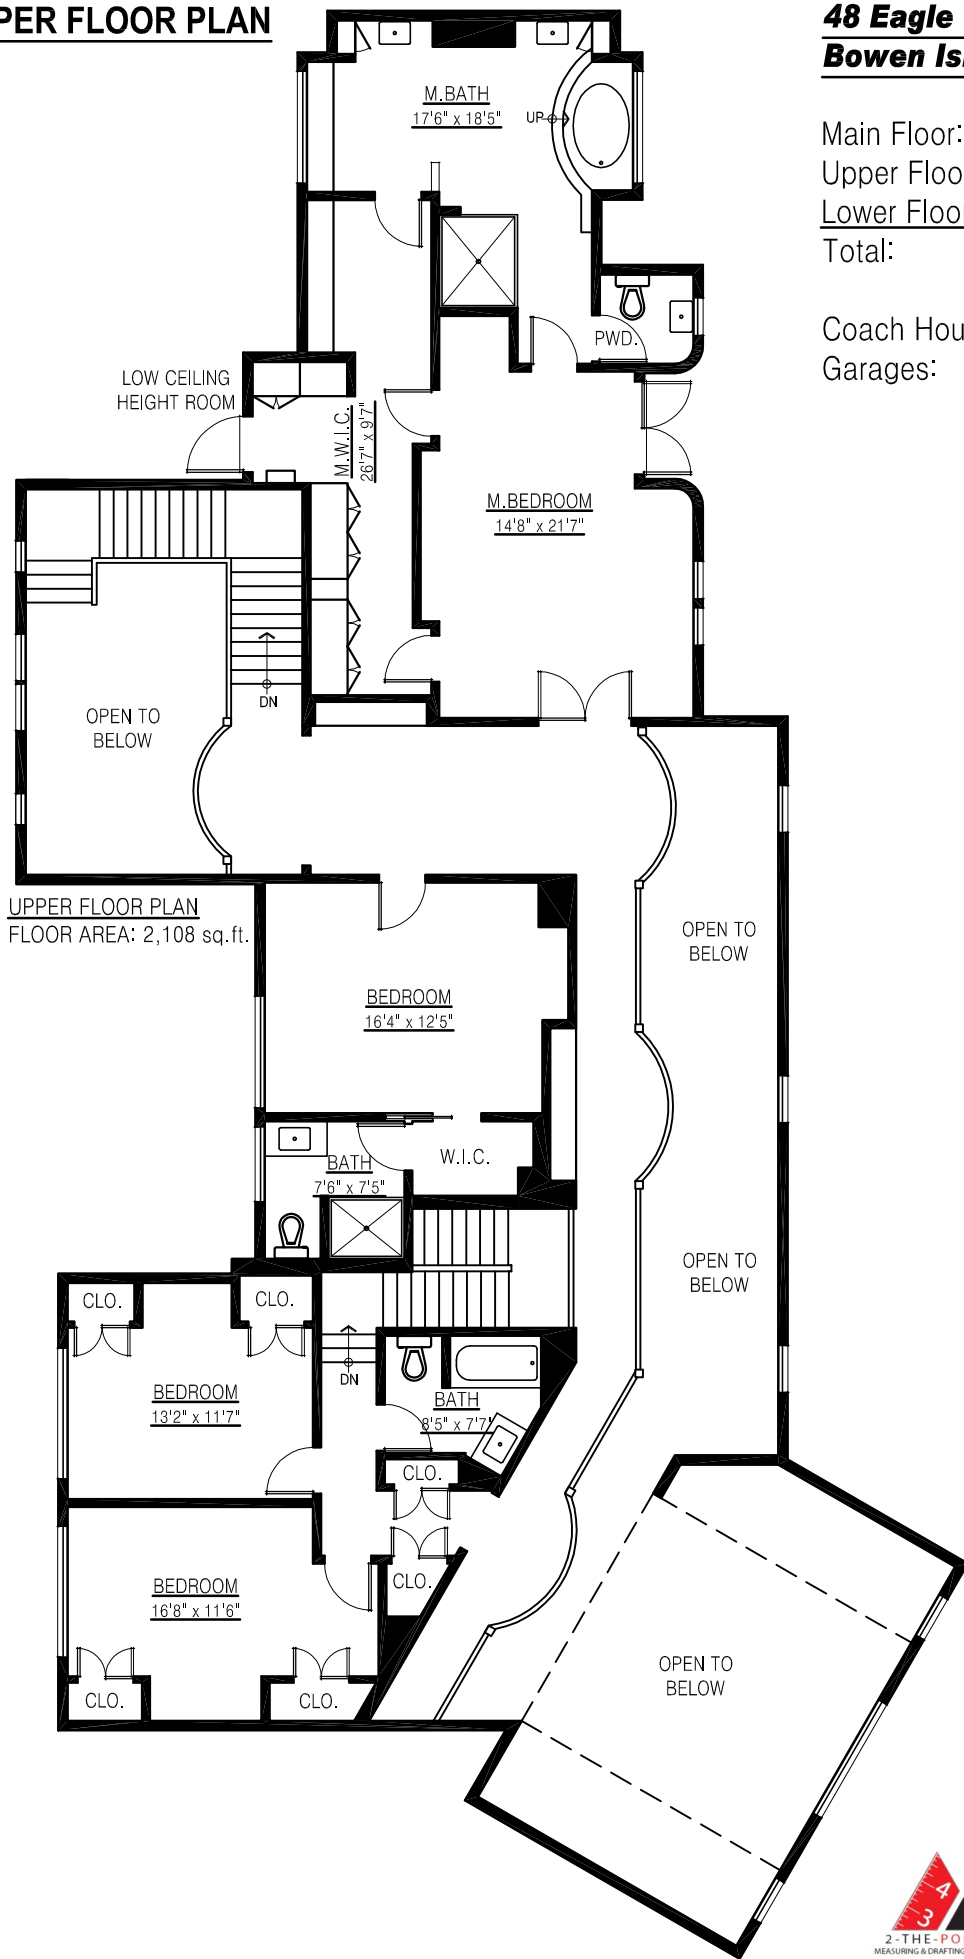 PER FLOOR PLAN
48 Eagle
Bowen Is
Main Floor:
Upper Floo
Lower Floor
Total:
Coach Hou
Garages:
M.BATH
17'6" x 18'5"
UP
PWD.
LOW CEILING
HEIGHT ROOM
M.W.I.C.
26'7" x 9'7"
M.BEDROOM
14'8" x 21'7"
DN
OPEN TO
BELOW
UPPER FLOOR PLAN
FLOOR AREA: 2,108 sq.ft.
OPEN TO
BELOW
BEDROOM
16'4" x 12'5"
W.I.C.
BATH
7'6" x 7'5"
OPEN TO
BELOW
CLO.
CLO.
DN
BEDROOM
13'2" x 11'7"
BATH
8'5" x 7'7"
CLO.
CLO.
BEDROOM
16'8" x 11'6"
CLO.
CLO.
OPEN TO
BELOW
4
3
2-THE-PO
MEASURING & DRAFTING